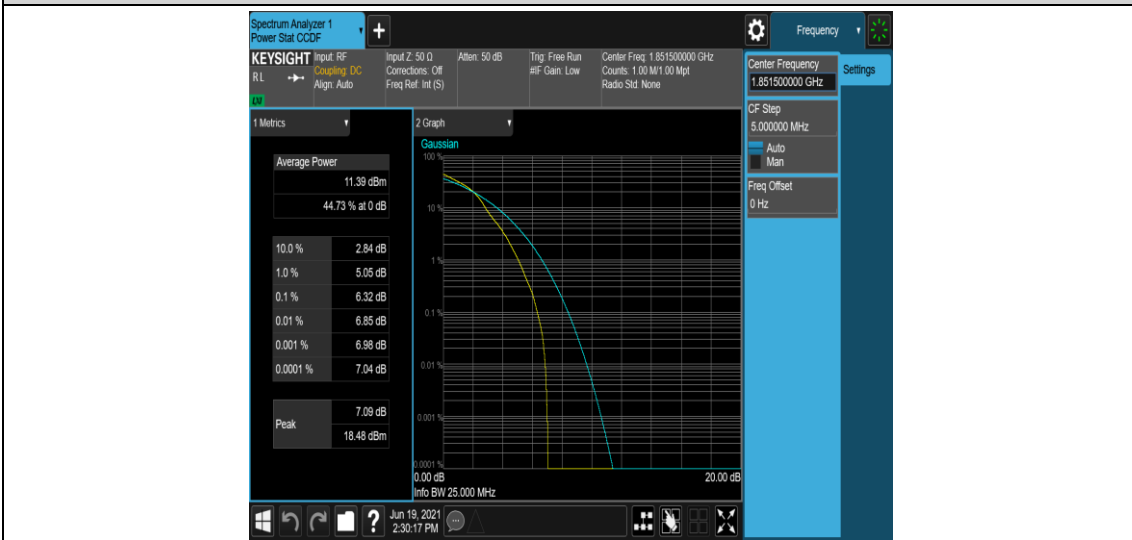 Spectrum Analyzer 1
Power Stat CCDF
+
Frequency
KEYSIGHT
RL
LXI
Input: RF
Coupling: DC
Align: Auto
Input Z: 50 Ω
Corrections: Off
Freq Ref: Int (S)
Atten: 50 dB
Trig: Free Run
#IF Gain: Low
Center Freq: 1.851500000 GHz
Counts: 1.00 M/1.00 Mpt
Radio Std: None
Center Frequency
1.851500000 GHz
Settings
CF Step
5.000000 MHz
Auto
Man
Freq Offset
0 Hz
1 Metrics
Average Power
11.39 dBm
44.73 % at 0 dB
10.0 % 2.84 dB
1.0 % 5.05 dB
0.1 % 6.32 dB
0.01 % 6.85 dB
0.001 % 6.98 dB
0.0001 % 7.04 dB
Peak
7.09 dB
18.48 dBm
2 Graph
Gaussian
100 %
10 %
1 %
0.1 %
0.01 %
0.001 %
0.0001 %
0.00 dB 20.00 dB
Info BW 25.000 MHz
?
Jun 19, 2021
2:30:17 PM